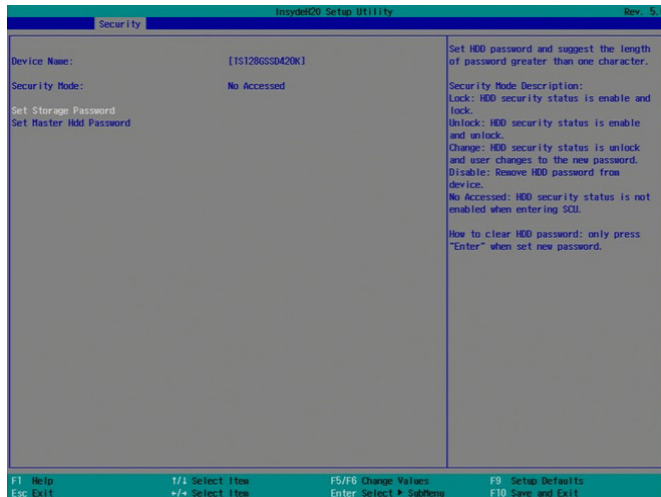 InsydeH2O Setup Utility Rev. 5.
Security
Device Name: [TS128GSSD420K]
Security Mode: No Accessed
Set Storage Password
Set Master Hdd Password
Set HDD password and suggest the length
of password greater than one character.
Security Mode Description:
Lock: HDD security status is enable and
lock.
Unlock: HDD security status is enable
and unlock.
Change: HDD security status is unlock
and user changes to the new password.
Disable: Remove HDD password from
device.
No Accessed: HDD security status is not
enabled when entering SCU.
How to clear HDD password: only press
"Enter" when set new password.
F1 Help ↑/↓ Select Item F5/F6 Change Values F9 Setup Defaults
Esc Exit ←/→ Select Item Enter Select ▶ SubMenu F10 Save and Exit